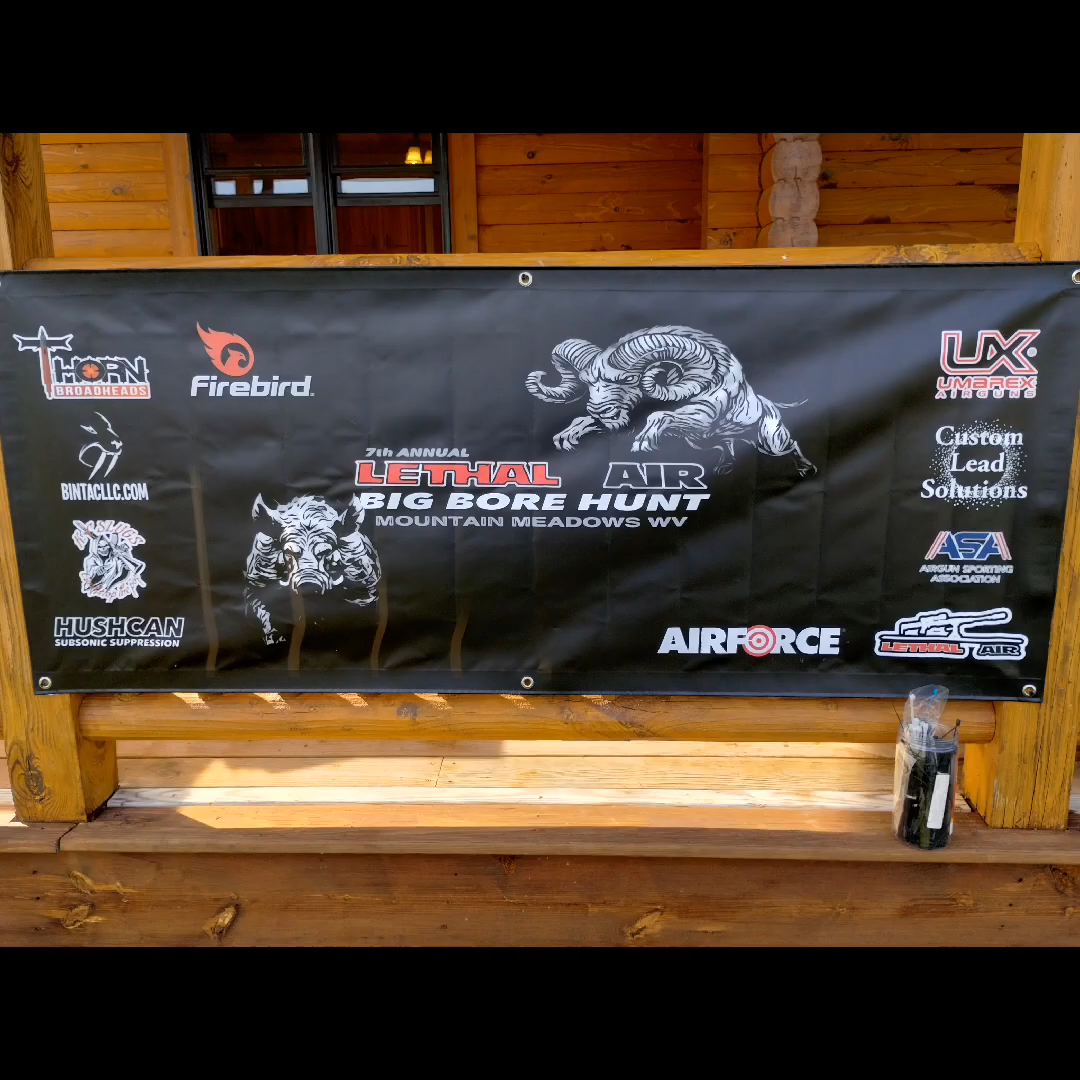 THORN
BROADHEADS
Firebird
BINTACLLC.COM
HUSHCAN
SUBSONIC SUPPRESSION
7th ANNUAL
LETHAL AIR
BIG BORE HUNT
MOUNTAIN MEADOWS WV
UX
UMAREX
AIRGUNS
Custom
Lead
Solutions
ASA
AIRGUN SPORTING
ASSOCIATION
AIRFORCE
LETHAL AIR